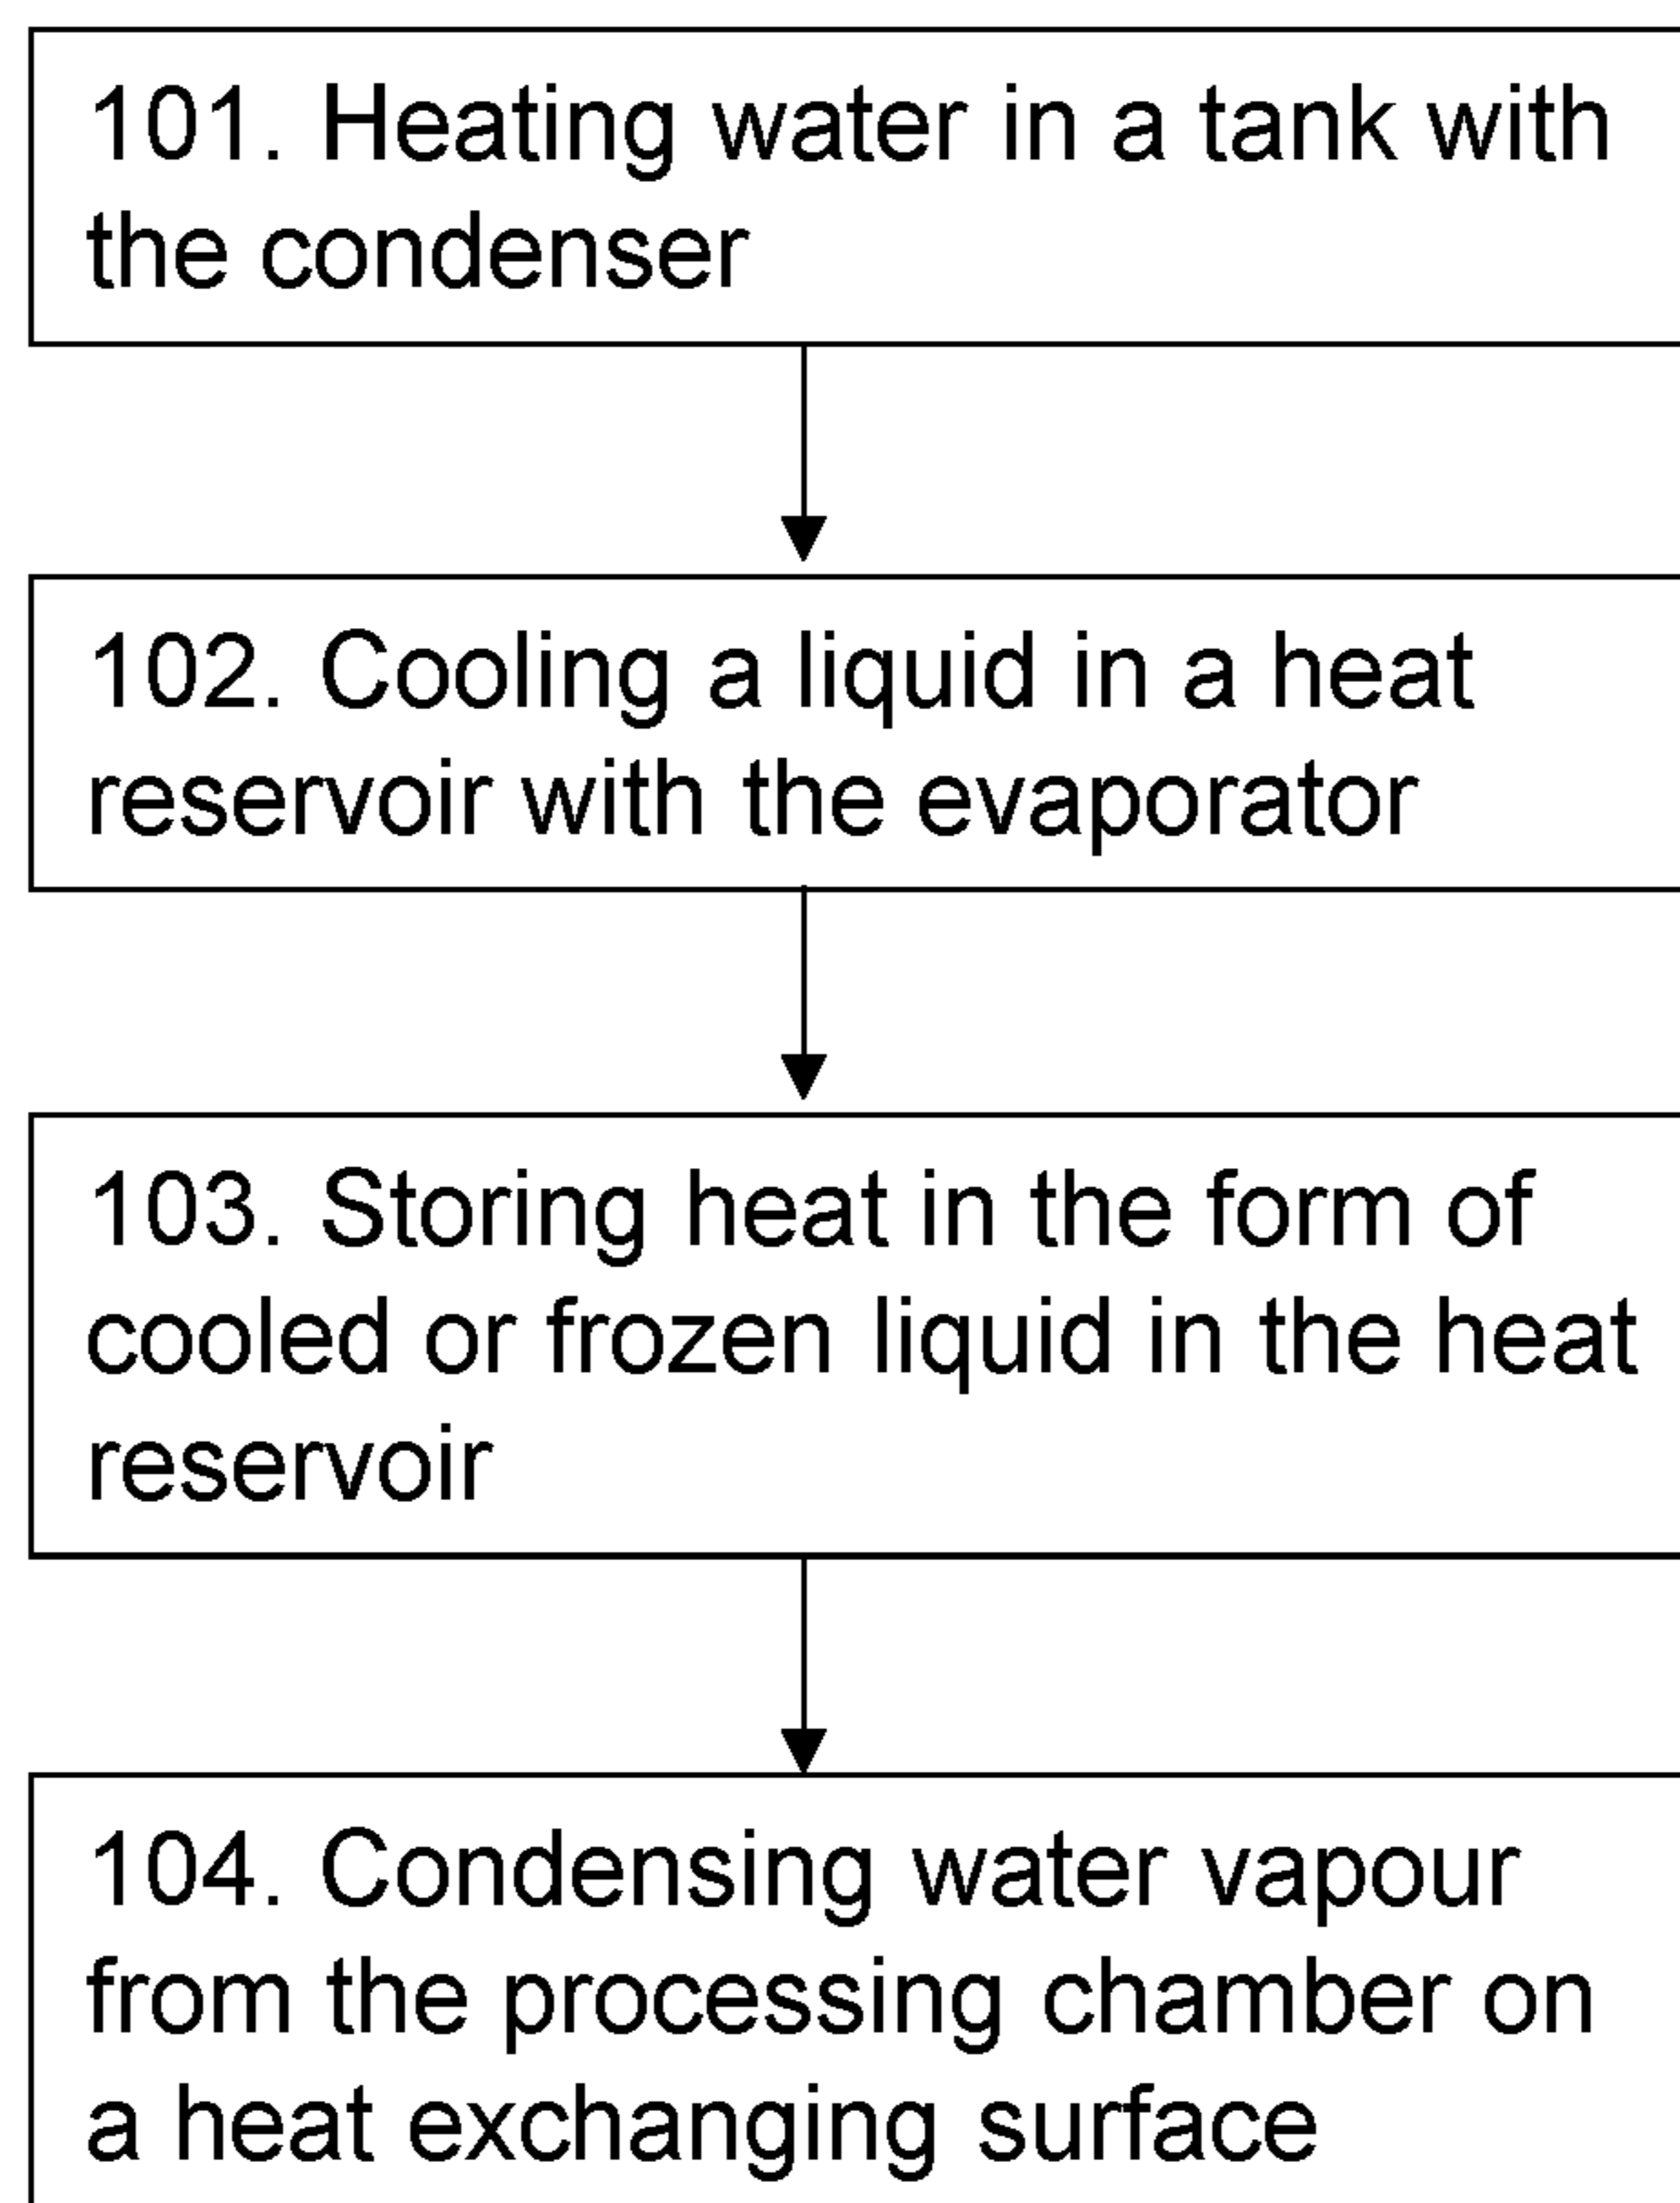 101. Heating water in a tank with
the condenser
102. Cooling a liquid in a heat
reservoir with the evaporator
103. Storing heat in the form of
cooled or frozen liquid in the heat
reservoir
104. Condensing water vapour
from the processing chamber on
a heat exchanging surface